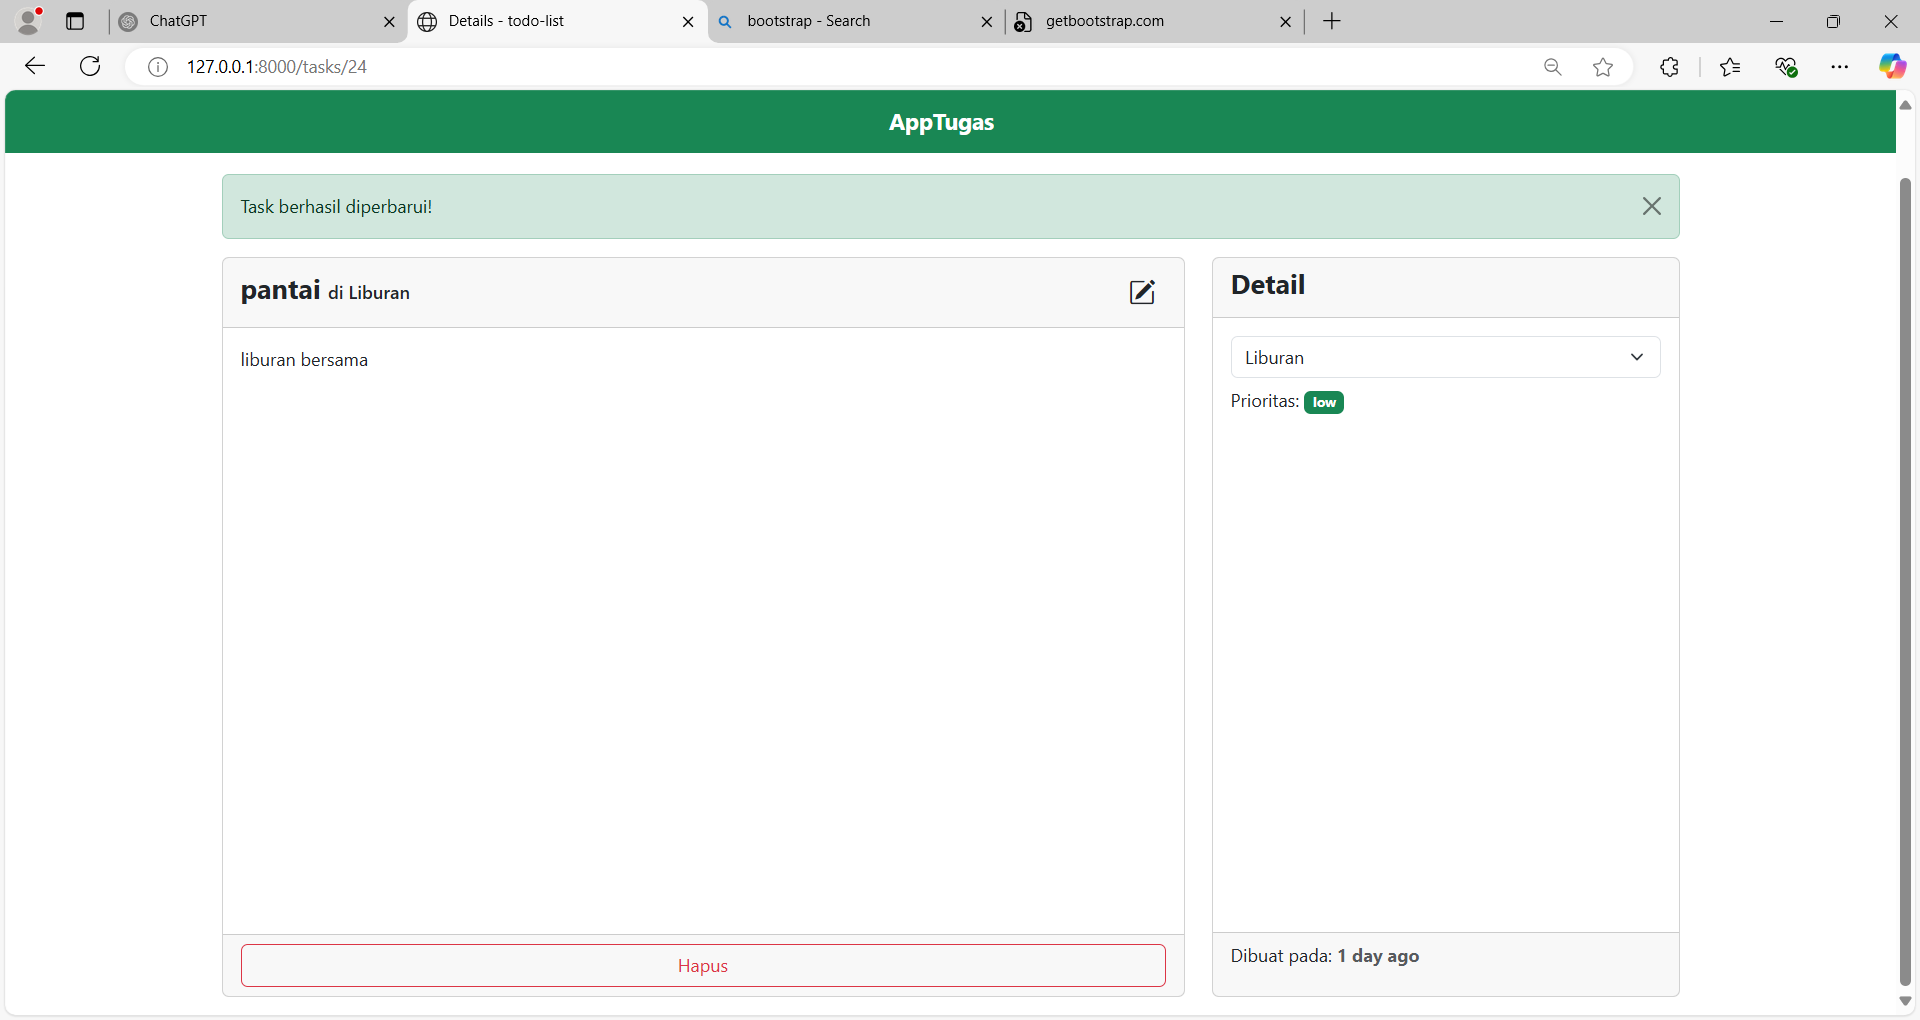 ChatGPT
Details - todo-list
bootstrap - Search
getbootstrap.com
127.0.0.1:8000/tasks/24
AppTugas
Task berhasil diperbarui!
pantai di Liburan
liburan bersama
Hapus
Detail
Liburan
Prioritas: low
Dibuat pada: 1 day ago